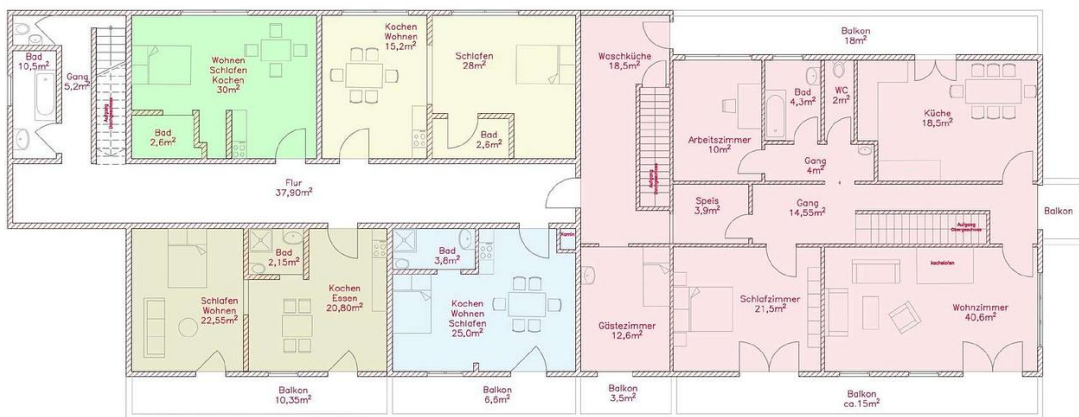 Balkon
18m²
Bad
10,5m²
Gang
5,2m²
Wohnen
Schlafen
Kochen
30m²
Bad
2,6m²
Kochen
Wohnen
15,2m²
Schlafen
28m²
Bad
2,6m²
Waschküche
18,5m²
Arbeitszimmer
10m²
Bad
4,3m²
WC
2m²
Küche
18,5m²
Gang
4m²
Flur
37,90m²
Speis
3,9m²
Gang
14,55m²
Aufgang
Obergeschoss
Balkon
Schlafen
Wohnen
22,55m²
Bad
2,15m²
Kochen
Essen
20,80m²
Bad
3,8m²
Kochen
Wohnen
Schlafen
25,0m²
Kamin
Gästezimmer
12,6m²
Schlafzimmer
21,5m²
kachelofen
Wohnzimmer
40,6m²
Balkon
10,35m²
Balkon
6,6m²
Balkon
3,5m²
Balkon
ca.15m²